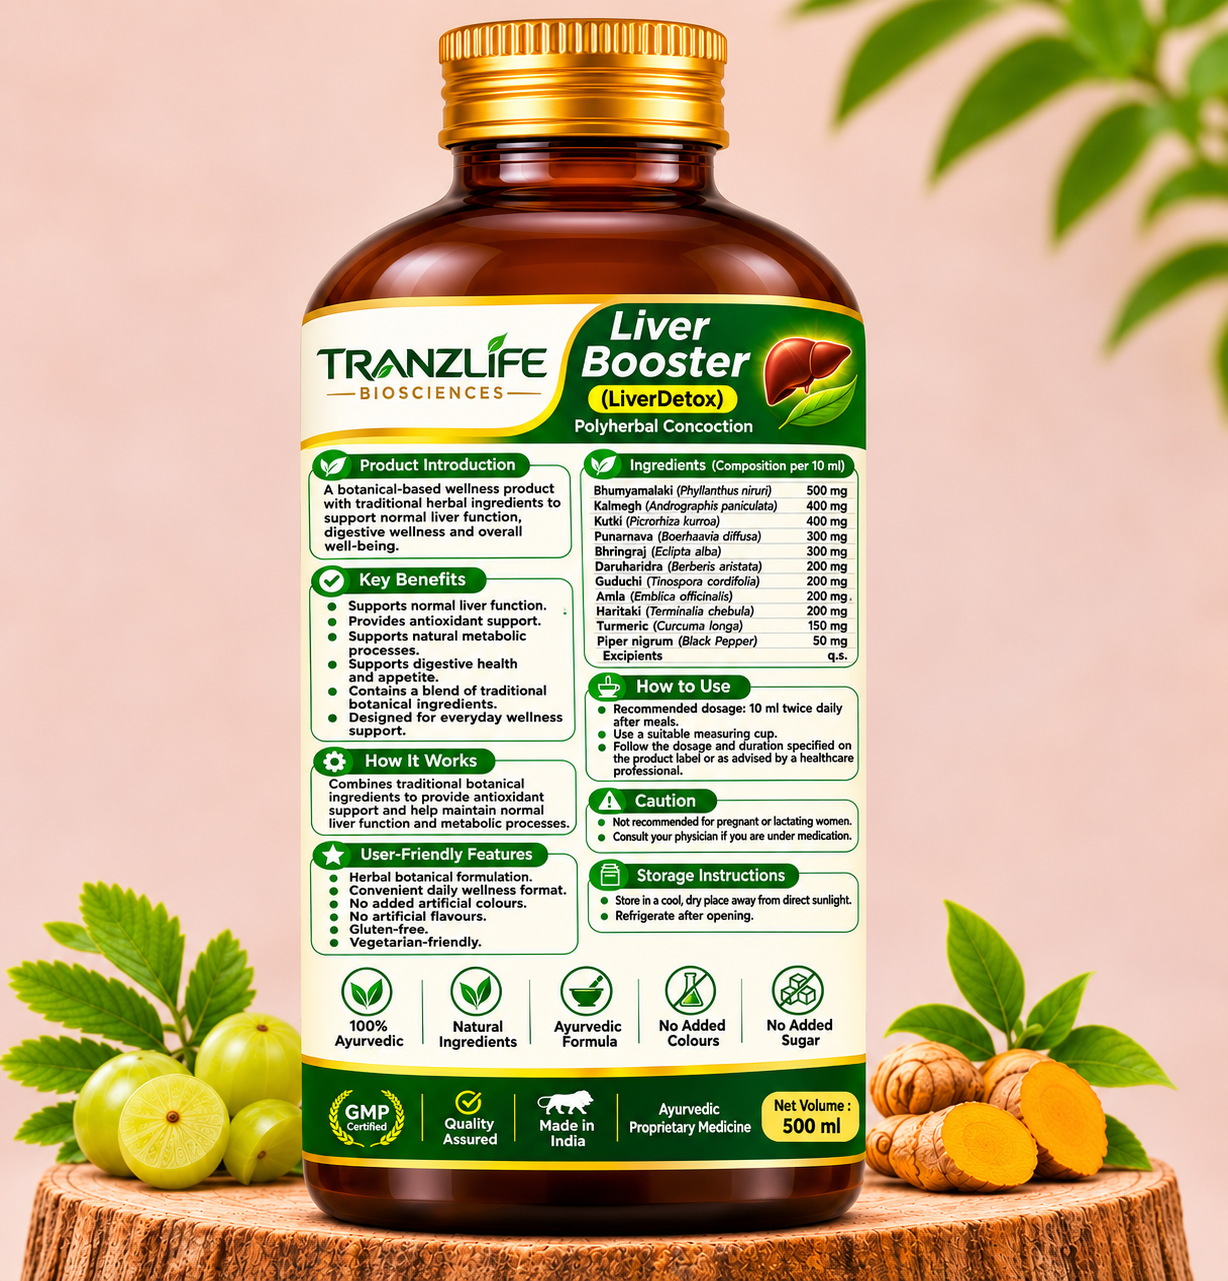 TRANZLIFE
BIOSCIENCES
Liver
Booster
(LiverDetox)
Polyherbal Concoction
Product Introduction
A botanical-based wellness product
with traditional herbal ingredients to
support normal liver function,
digestive wellness and overall
well-being.
Key Benefits
Supports normal liver function.
Provides antioxidant support.
Supports natural metabolic
processes.
Supports digestive health
and appetite.
Contains a blend of traditional
botanical ingredients.
Designed for everyday wellness
support.
How It Works
Combines traditional botanical
ingredients to provide antioxidant
support and help maintain normal
liver function and metabolic processes.
User-Friendly Features
Herbal botanical formulation.
Convenient daily wellness format.
No added artificial colours.
No artificial flavours.
Gluten-free.
Vegetarian-friendly.
Ingredients (Composition per 10 ml)
Bhumyamalaki (Phyllanthus niruri) 500 mg
Kalmegh (Andrographis paniculata) 400 mg
Kutki (Picrorhiza kurroa) 400 mg
Punarnava (Boerhaavia diffusa) 300 mg
Bhringraj (Eclipta alba) 300 mg
Daruharidra (Berberis aristata) 200 mg
Guduchi (Tinospora cordifolia) 200 mg
Amla (Emblica officinalis) 200 mg.
Haritaki (Terminalia chebula) 200 mg
Turmeric (Curcuma longa) 150 mg
Piper nigrum (Black Pepper) 50 mg
Excipients q.s.
How to Use
Recommended dosage: 10 ml twice daily
after meals.
Use a suitable measuring cup.
Follow the dosage and duration specified on
the product label or as advised by a healthcare
professional.
Caution
Not recommended for pregnant or lactating women.
Consult your physician if you are under medication.
Storage Instructions
Store in a cool, dry place away from direct sunlight.
Refrigerate after opening.
100%
Ayurvedic
Natural
Ingredients
Ayurvedic
Formula
No Added
Colours
No Added
Sugar
GMP
Certified
Quality
Assured
Made in
India
Ayurvedic
Proprietary Medicine
Net Volume :
500 ml